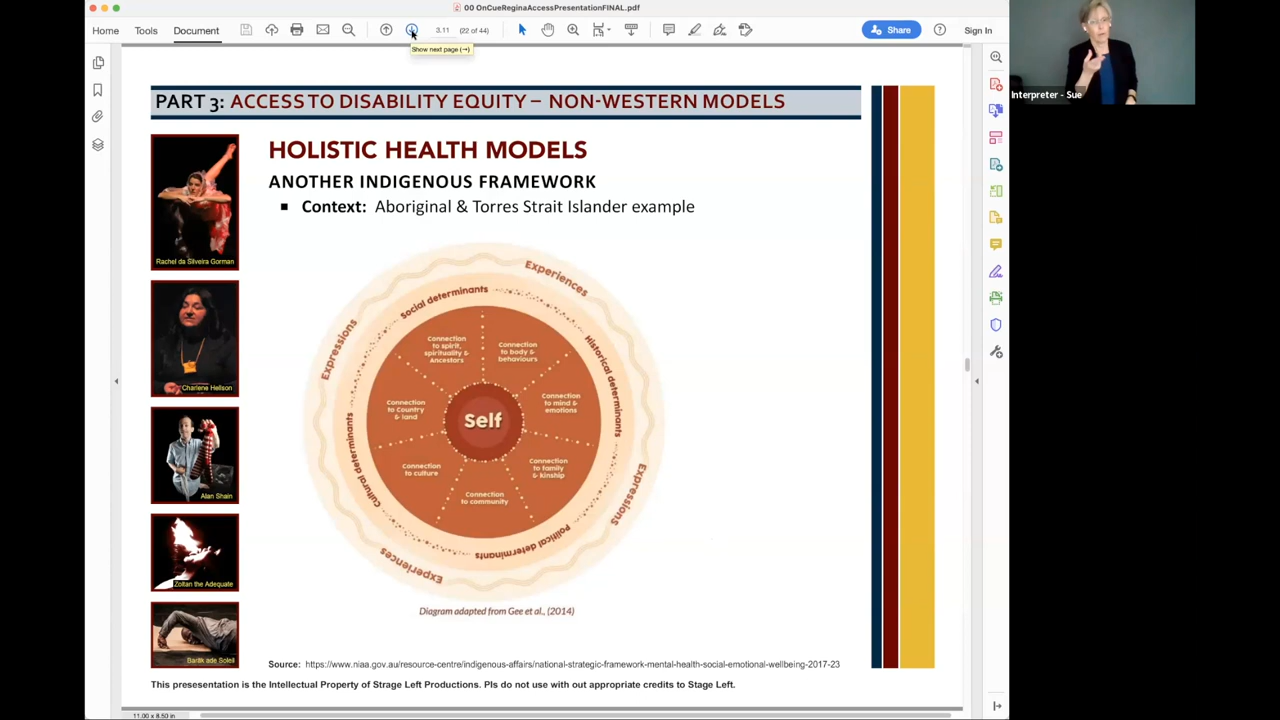 00 OnCueReginaAccessPresentationFINAL.pdf
Home Tools Document 3.11 (22 of 44) Share Sign In
Show next page (→)
Interpreter - Sue
PART 3: ACCESS TO DISABILITY EQUITY – NON-WESTERN MODELS
HOLISTIC HEALTH MODELS
ANOTHER INDIGENOUS FRAMEWORK
▪ Context: Aboriginal & Torres Strait Islander example
Rachel da Silveira Gorman
Charlene Hellson
Alan Shain
Zoltan the Adequate
Barak ade Soleil
Experiences
Expressions
Expressions
Experiences
Social determinants
Historical determinants
Political determinants
Cultural determinants
Connection
to spirit,
spirituality &
Ancestors
Connection
to body &
behaviours
Connection
to mind &
emotions
Connection
to family
& kinship
Connection
to community
Connection
to culture
Connection
to Country
& land
Self
Diagram adapted from Gee et al., (2014)
Source: https://www.niaa.gov.au/resource-centre/indigenous-affairs/national-strategic-framework-mental-health-social-emotional-wellbeing-2017-23
This presesentation is the Intellectual Property of Strage Left Productions. Pls do not use with out appropriate credits to Stage Left.
11.00 x 8.50 in